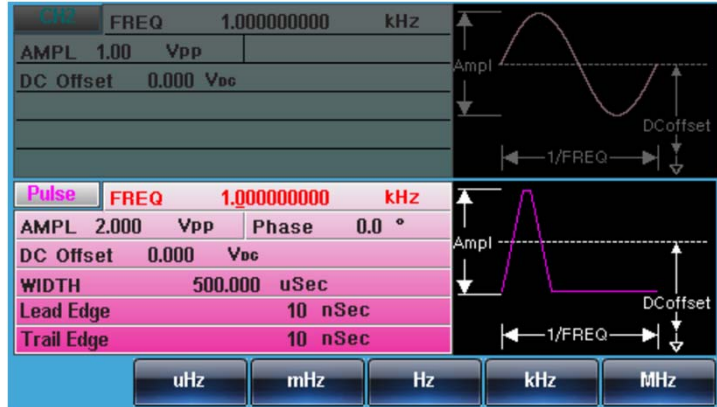 CH2 FREQ 1.000000000 kHz
AMPL 1.00 Vpp
DC Offset 0.000 VDC
Ampl
DCoffset
1/FREQ
Pulse FREQ 1.000000000 kHz
AMPL 2.000 Vpp Phase 0.0 °
DC Offset 0.000 VDC
WIDTH 500.000 uSec
Lead Edge 10 nSec
Trail Edge 10 nSec
Ampl
DCoffset
1/FREQ
uHz mHz Hz kHz MHz